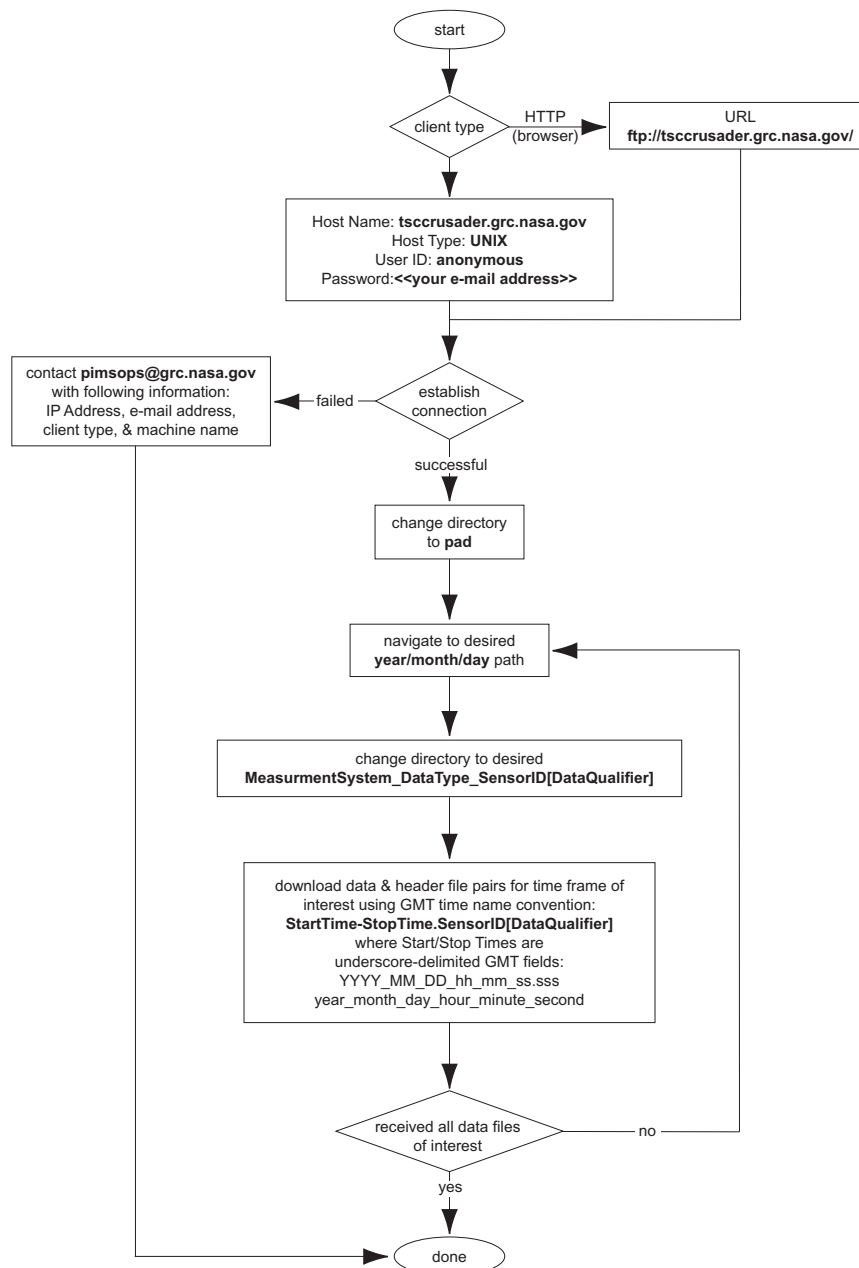 start
client type
HTTP
(browser)
URL
ftp://tsccrusader.grc.nasa.gov/
Host Name: tsccrusader.grc.nasa.gov
Host Type: UNIX
User ID: anonymous
Password:<<your e-mail address>>
establish
connection
failed
contact pimsops@grc.nasa.gov
with following information:
IP Address, e-mail address,
client type, & machine name
successful
change directory
to pad
navigate to desired
year/month/day path
change directory to desired
MeasurmentSystem_DataType_SensorID[DataQualifier]
download data & header file pairs for time frame of
interest using GMT time name convention:
StartTime-StopTime.SensorID[DataQualifier]
where Start/Stop Times are
underscore-delimited GMT fields:
YYYY_MM_DD_hh_mm_ss.sss
year_month_day_hour_minute_second
received all data files
of interest
no
yes
done